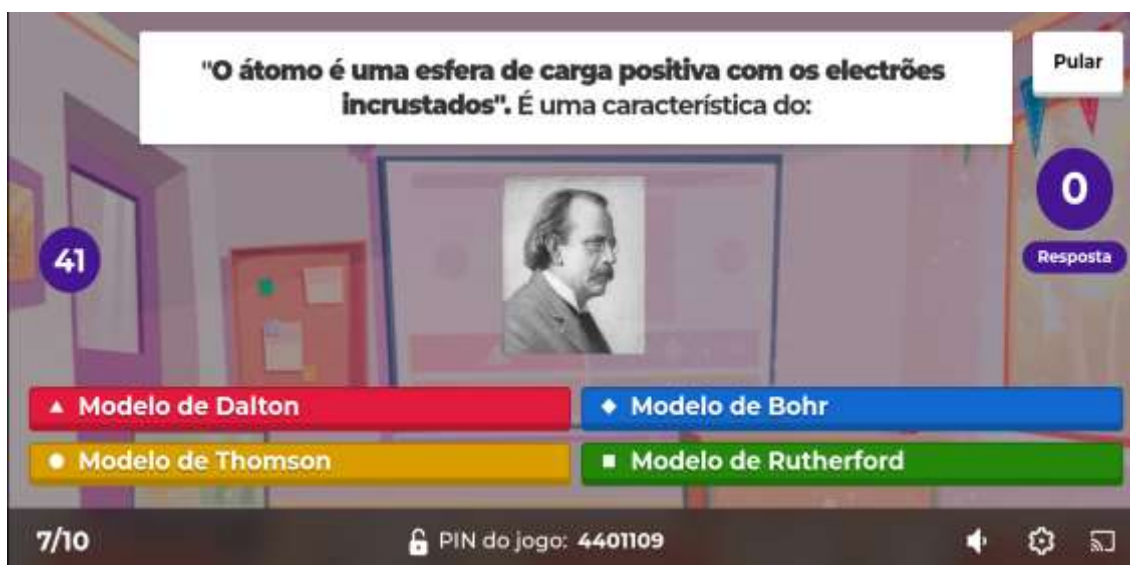 "O átomo é uma esfera de carga positiva com os electrões
incrustados". É uma característica do:
Pular
0
Resposta
41
▲ Modelo de Dalton
◆ Modelo de Bohr
● Modelo de Thomson
■ Modelo de Rutherford
7/10
PIN do jogo: 4401109